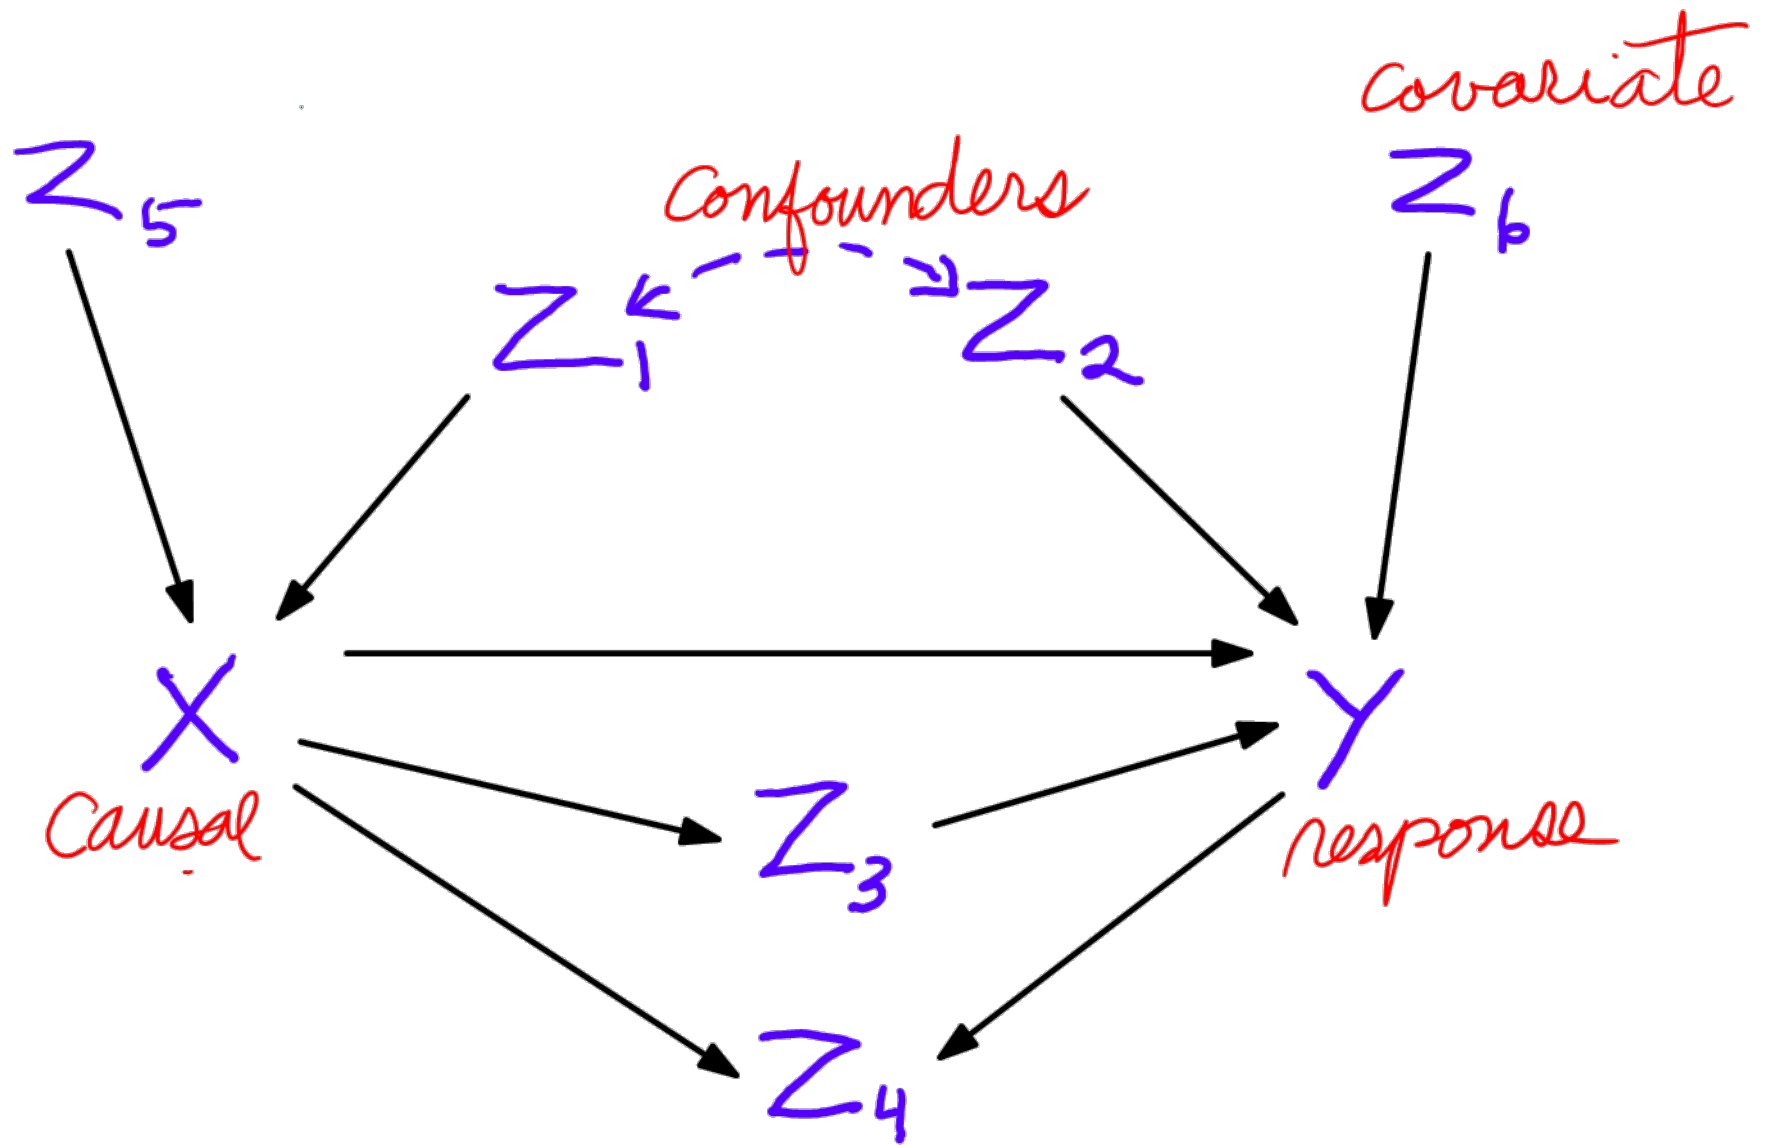 covariate
Z5
Confounders
Z6
Z1
Z2
X
Y
Causal
Z3
response
Z4